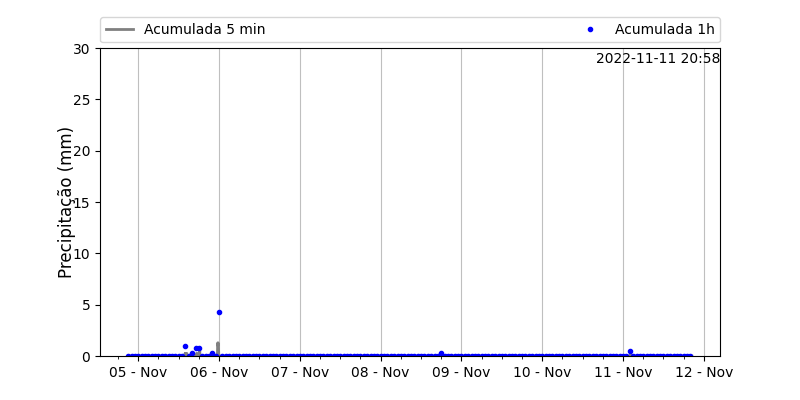 Acumulada 5 min
Acumulada 1h
2022-11-11 20:58
Precipitação (mm)
30
25
20
15
10
5
0
05 - Nov
06 - Nov
07 - Nov
08 - Nov
09 - Nov
10 - Nov
11 - Nov
12 - Nov